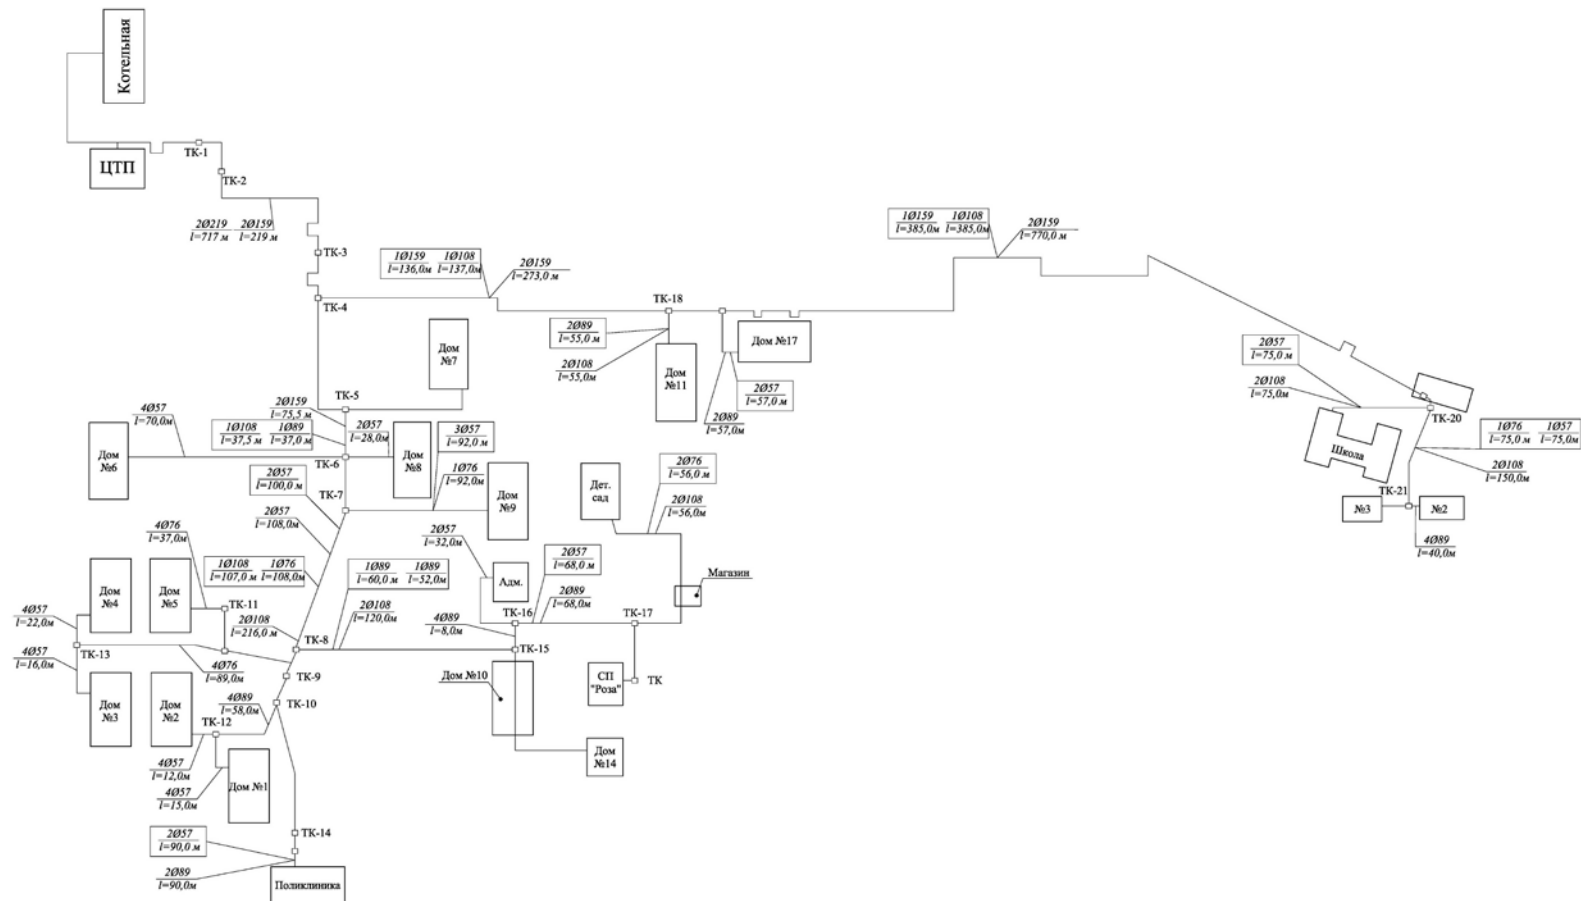 Котельная
ЦТП
ТК-1
ТК-2
2Ø219 2Ø159
l=717 м l=219 м
ТК-3
ТК-4
1Ø159 1Ø108
l=136,0м l=137,0м
2Ø159
l=273,0 м
ТК-18
2Ø89
l=55,0 м
2Ø108
l=55,0м
Дом
№11
Дом №17
2Ø57
l=57,0 м
2Ø89
l=57,0м
1Ø159 1Ø108
l=385,0м l=385,0м
2Ø159
l=770,0 м
2Ø57
l=75,0 м
2Ø108
l=75,0м
ТК-20
Школа
1Ø76 1Ø57
l=75,0 м l=75,0м
2Ø108
l=150,0м
ТК-21
№3
№2
4Ø89
l=40,0м
Дом
№7
ТК-5
2Ø159
l=75,5 м
1Ø108 1Ø89
l=37,5 м l=37,0м
2Ø57
l=28,0м
4Ø57
l=70,0м
Дом
№6
ТК-6
Дом
№8
3Ø57
l=92,0 м
1Ø76
l=92,0м
Дом
№9
2Ø57
l=100,0 м
ТК-7
2Ø57
l=108,0м
1Ø108 1Ø76
l=107,0 м l=108,0м
2Ø108
l=216,0 м
ТК-8
4Ø76
l=37,0м
Дом
№4
Дом
№5
ТК-11
4Ø57
l=22,0м
4Ø57
l=16,0м
ТК-13
4Ø76
l=89,0м
Дом
№3
Дом
№2
ТК-9
ТК-10
4Ø89
l=58,0м
ТК-12
4Ø57
l=12,0м
4Ø57
l=15,0м
Дом №1
ТК-14
2Ø57
l=90,0 м
2Ø89
l=90,0м
Поликлиника
1Ø89 1Ø89
l=60,0 м l=52,0м
2Ø108
l=120,0м
2Ø57
l=32,0м
Адм.
ТК-16
4Ø89
l=8,0м
ТК-15
Дом №10
Дом
№14
2Ø57
l=68,0 м
2Ø89
l=68,0м
ТК-17
СП
"Роза"
ТК
Дет.
сад
2Ø76
l=56,0 м
2Ø108
l=56,0 м
Магазин